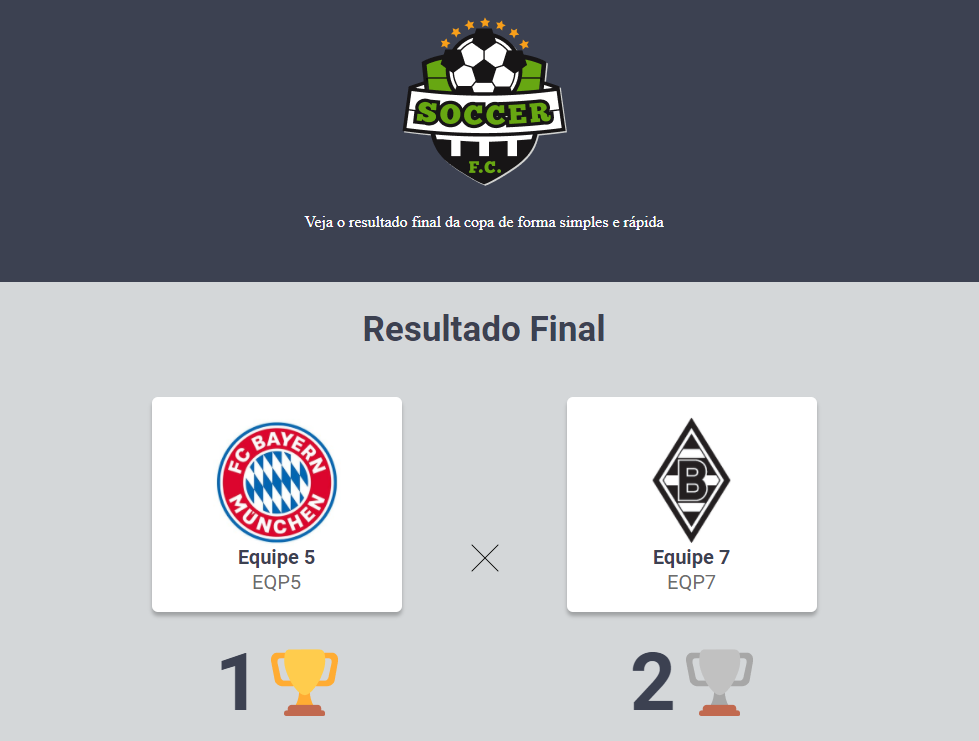 SOCCER
F.C.
Veja o resultado final da copa de forma simples e rápida
Resultado Final
FC BAYERN
MÜNCHEN
Equipe 5
EQP5
B
Equipe 7
EQP7
1
2